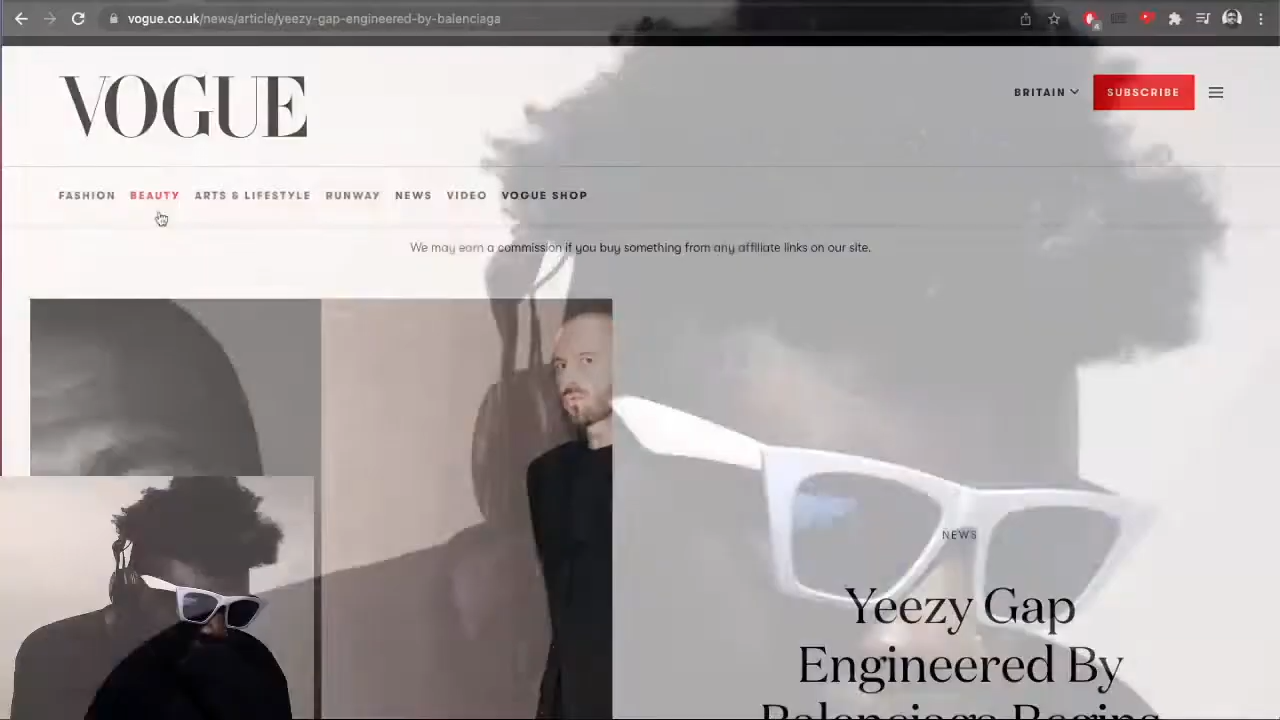 vogue.co.uk/news/article/yeezy-gap-engineered-by-balenciaga
VOGUE
BRITAIN
SUBSCRIBE
FASHION BEAUTY ARTS & LIFESTYLE RUNWAY NEWS VIDEO VOGUE SHOP
We may earn a commission if you buy something from any affiliate links on our site.
NEWS
Yeezy Gap
Engineered By
Balenciaga Begins